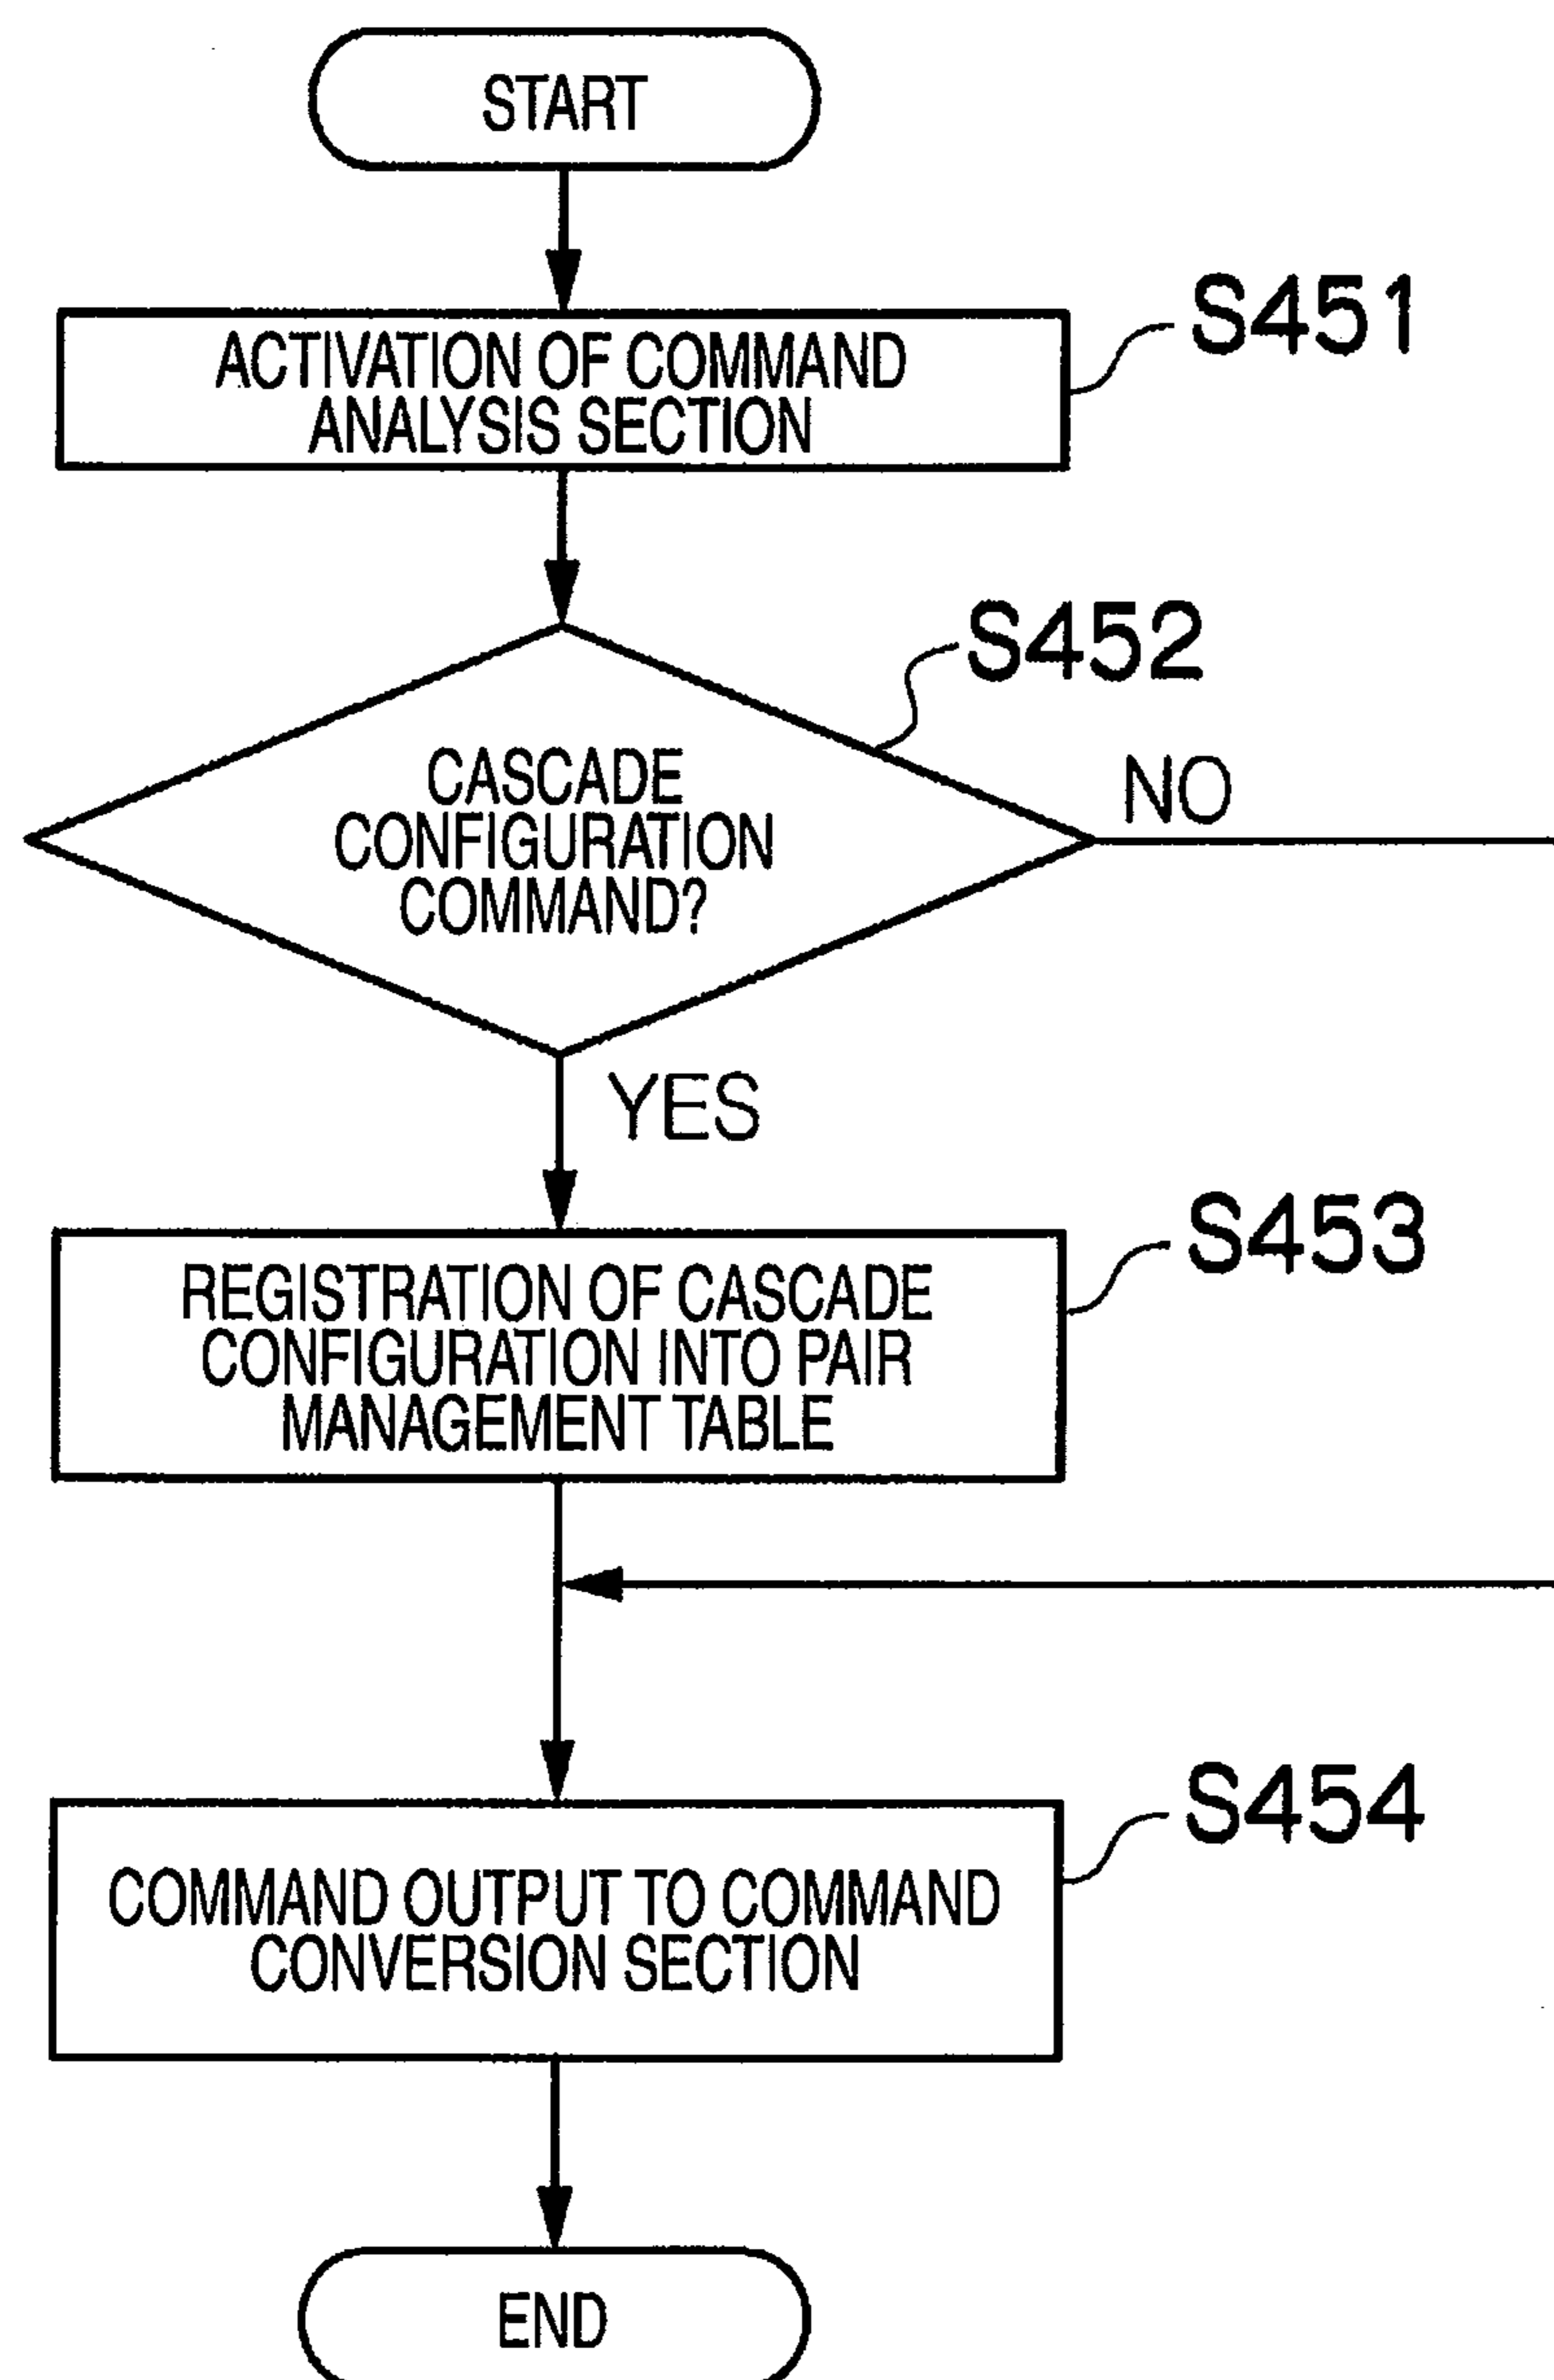 START
S451
ACTIVATION OF COMMAND
ANALYSIS SECTION
S452
CASCADE
CONFIGURATION
COMMAND?
NO
YES
S453
REGISTRATION OF CASCADE
CONFIGURATION INTO PAIR
MANAGEMENT TABLE
S454
COMMAND OUTPUT TO COMMAND
CONVERSION SECTION
END